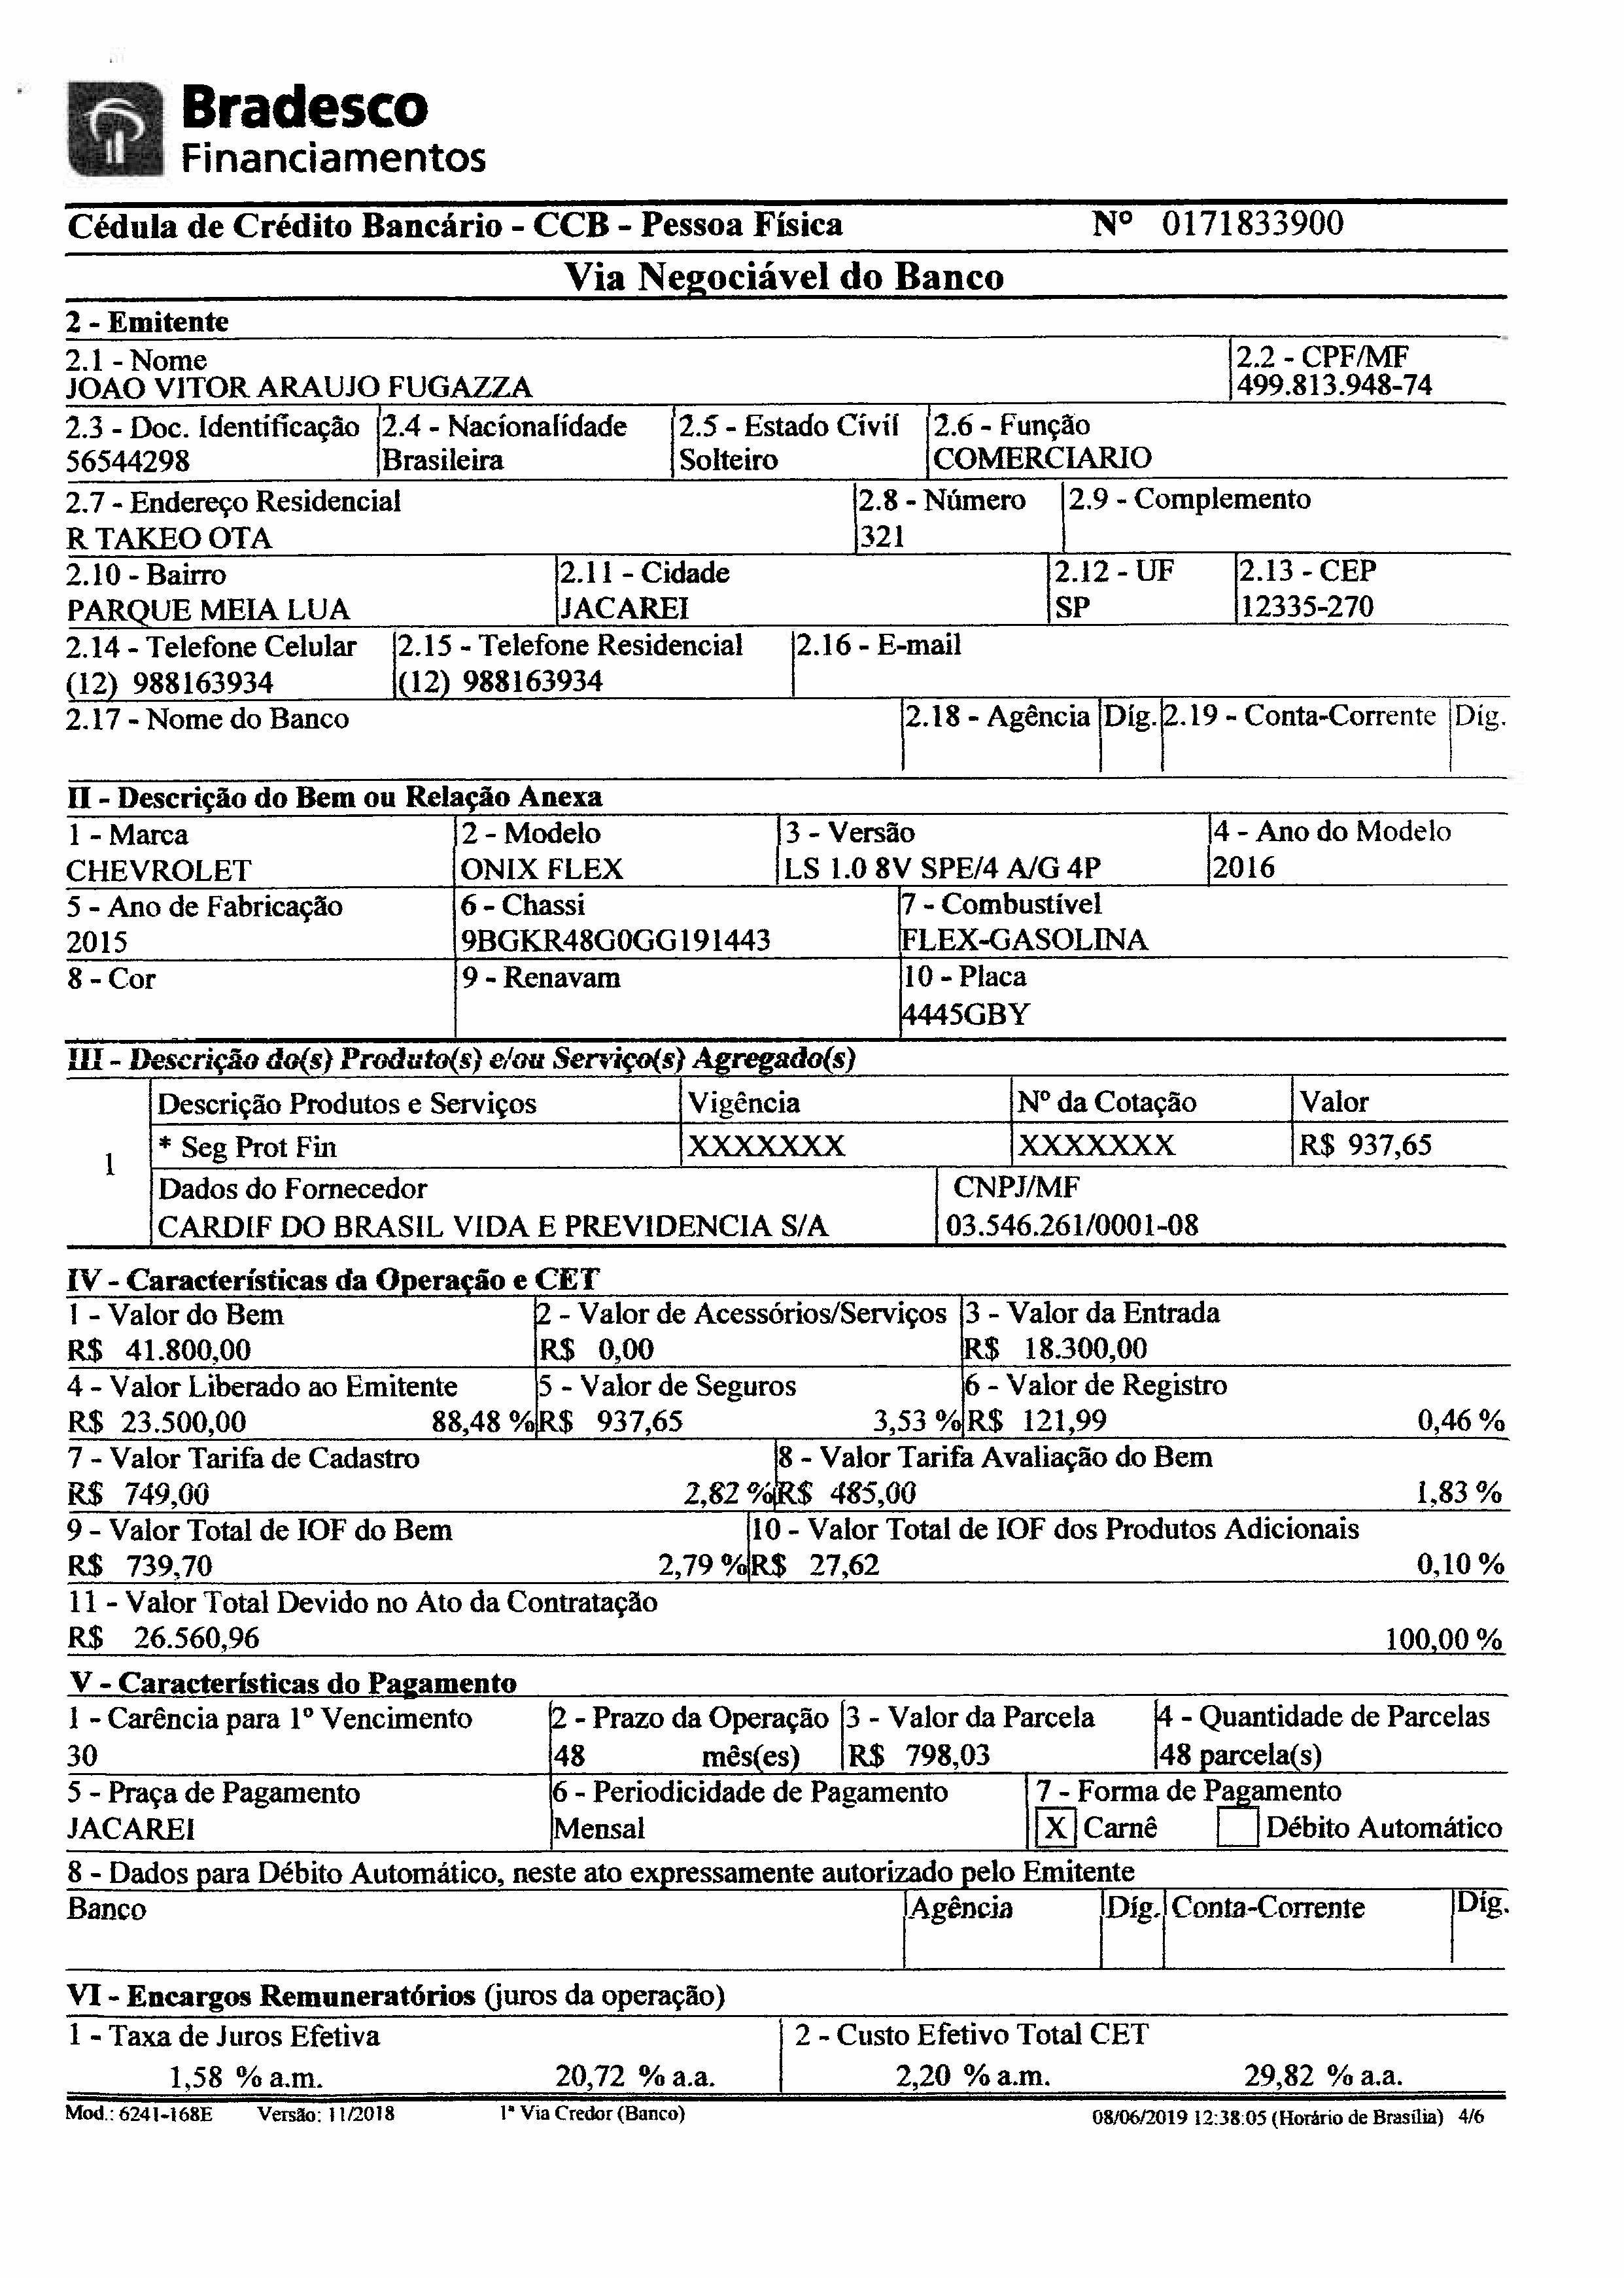 Bradesco
Financiamentos
Cédula de Crédito Bancário - CCB - Pessoa Física Nº 0171833900
Via Negociável do Banco
2 - Emitente
2.1 - Nome 2.2 - CPF/MF
JOAO VITOR ARAUJO FUGAZZA 499.813.948-74
2.3 - Doc. Identificação 2.4 - Nacionalidade 2.5 - Estado Civil 2.6 - Função
56544298 Brasileira Solteiro COMERCIARIO
2.7 - Endereço Residencial 2.8 - Número 2.9 - Complemento
R TAKEO OTA 321
2.10 - Bairro 2.11 - Cidade 2.12 - UF 2.13 - CEP
PARQUE MEIA LUA JACAREI SP 12335-270
2.14 - Telefone Celular 2.15 - Telefone Residencial 2.16 - E-mail
(12) 988163934 (12) 988163934
2.17 - Nome do Banco 2.18 - Agência Díg. 2.19 - Conta-Corrente Díg.
II - Descrição do Bem ou Relação Anexa
1 - Marca 2 - Modelo 3 - Versão 4 - Ano do Modelo
CHEVROLET ONIX FLEX LS 1.0 8V SPE/4 A/G 4P 2016
5 - Ano de Fabricação 6 - Chassi 7 - Combustível
2015 9BGKR48G0GG191443 FLEX-GASOLINA
8 - Cor 9 - Renavam 10 - Placa
4445GBY
III - Descrição do(s) Produto(s) e/ou Serviço(s) Agregado(s)
Descrição Produtos e Serviços Vigência Nº da Cotação Valor
1 * Seg Prot Fin XXXXXXX XXXXXXX R$ 937,65
Dados do Fornecedor CNPJ/MF
CARDIF DO BRASIL VIDA E PREVIDENCIA S/A 03.546.261/0001-08
IV - Características da Operação e CET
1 - Valor do Bem 2 - Valor de Acessórios/Serviços 3 - Valor da Entrada
R$ 41.800,00 R$ 0,00 R$ 18.300,00
4 - Valor Liberado ao Emitente 5 - Valor de Seguros 6 - Valor de Registro
R$ 23.500,00 88,48 % R$ 937,65 3,53 % R$ 121,99 0,46 %
7 - Valor Tarifa de Cadastro 8 - Valor Tarifa Avaliação do Bem
R$ 749,00 2,82 % R$ 485,00 1,83 %
9 - Valor Total de IOF do Bem 10 - Valor Total de IOF dos Produtos Adicionais
R$ 739,70 2,79 % R$ 27,62 0,10 %
11 - Valor Total Devido no Ato da Contratação
R$ 26.560,96 100,00 %
V - Características do Pagamento
1 - Carência para 1º Vencimento 2 - Prazo da Operação 3 - Valor da Parcela 4 - Quantidade de Parcelas
30 48 mês(es) R$ 798,03 48 parcela(s)
5 - Praça de Pagamento 6 - Periodicidade de Pagamento 7 - Forma de Pagamento
JACAREI Mensal X Carnê Débito Automático
8 - Dados para Débito Automático, neste ato expressamente autorizado pelo Emitente
Banco Agência Díg. Conta-Corrente Díg.
VI - Encargos Remuneratórios (juros da operação)
1 - Taxa de Juros Efetiva 2 - Custo Efetivo Total CET
1,58 % a.m. 20,72 % a.a. 2,20 % a.m. 29,82 % a.a.
Mod.: 6241-168E Versão: 11/2018 1ª Via Credor (Banco) 08/06/2019 12:38:05 (Horário de Brasília) 4/6